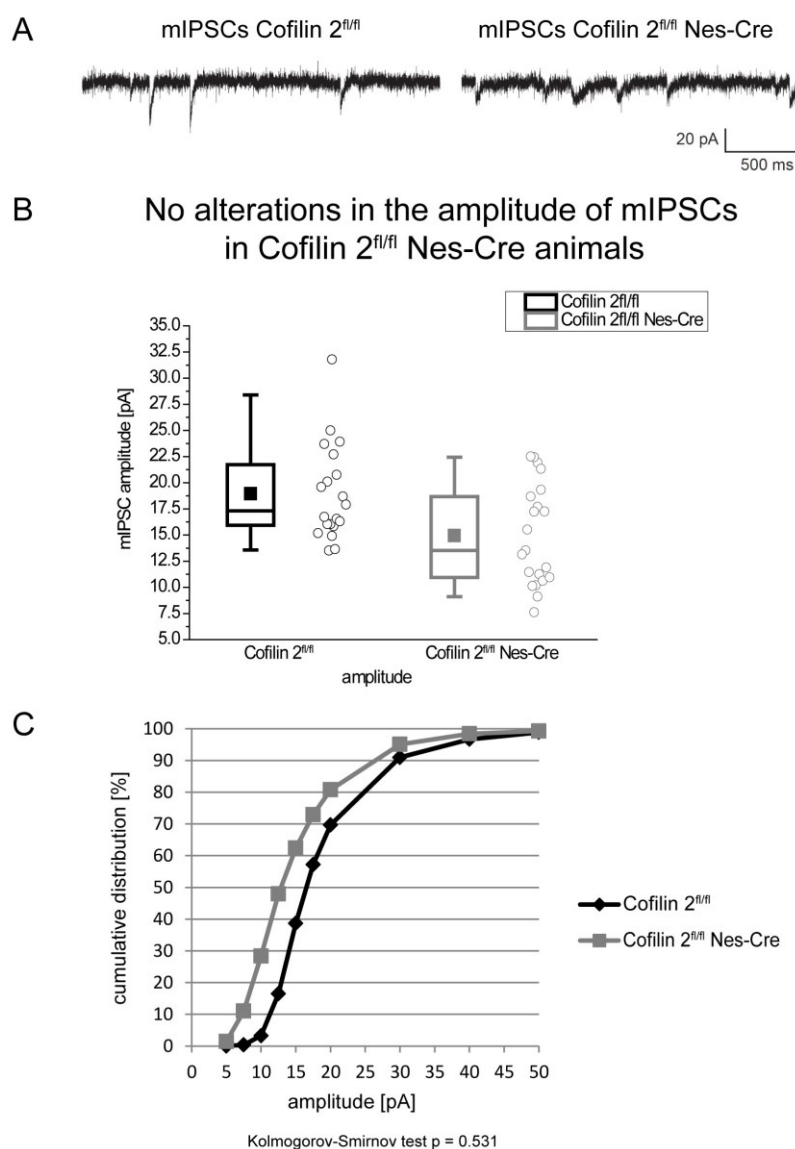 A
mIPSCs Cofilin 2fl/fl
mIPSCs Cofilin 2fl/fl Nes-Cre
20 pA
500 ms
B
No alterations in the amplitude of mIPSCs
in Cofilin 2fl/fl Nes-Cre animals
Cofilin 2fl/fl
Cofilin 2fl/fl Nes-Cre
mIPSC amplitude [pA]
35.0
32.5
30.0
27.5
25.0
22.5
20.0
17.5
15.0
12.5
10.0
7.5
5.0
Cofilin 2fl/fl
Cofilin 2fl/fl Nes-Cre
amplitude
C
cumulative distribution [%]
100
90
80
70
60
50
40
30
20
10
0
0 5 10 15 20 25 30 35 40 45 50
amplitude [pA]
Cofilin 2fl/fl
Cofilin 2fl/fl Nes-Cre
Kolmogorov-Smirnov test p = 0.531